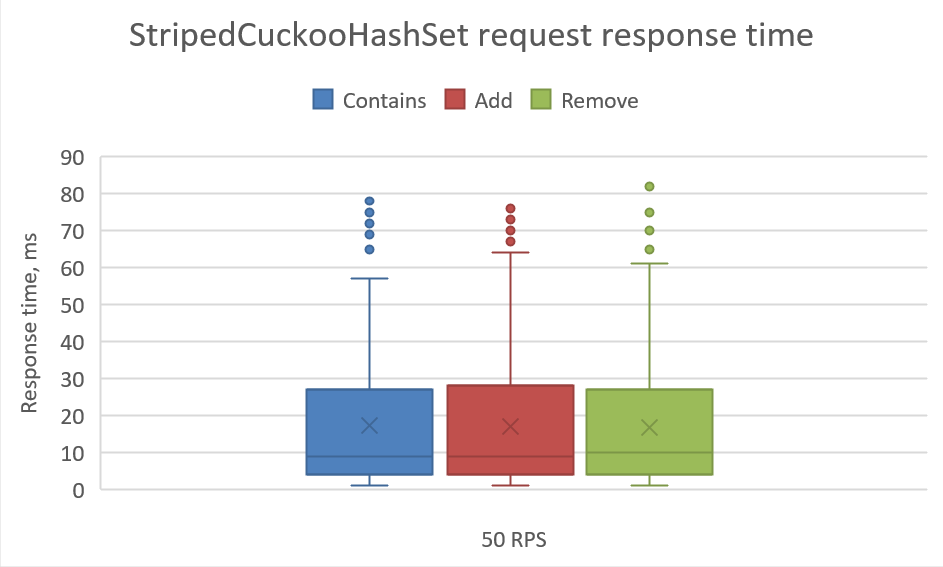 StripedCuckooHashSet request response time
Contains Add Remove
90
80
70
60
50
40
30
20
10
0
Response time, ms
50 RPS